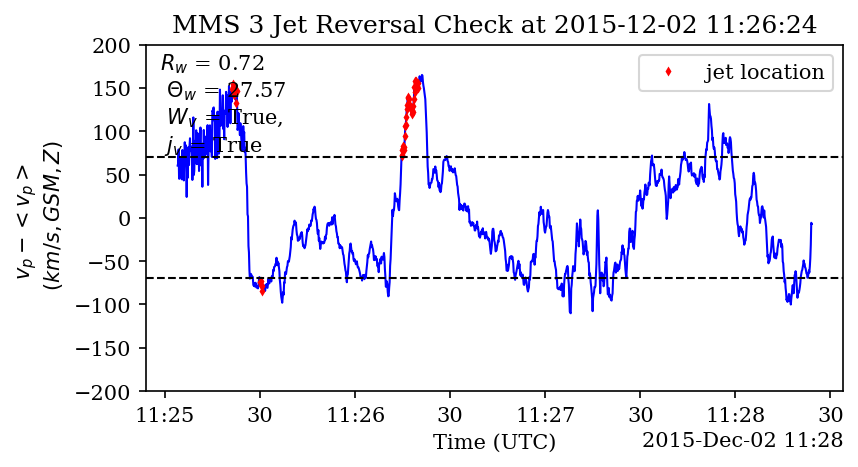 MMS 3 Jet Reversal Check at 2015-12-02 11:26:24
R_w = 0.72
Θ_w = 27.57
W_v = True,
j_v = True
jet location
v_p − < v_p >
(km/s, GSM, Z)
200
150
100
50
0
−50
−100
−150
−200
11:25 30 11:26 30 11:27 30 11:28 30
Time (UTC)
2015-Dec-02 11:28